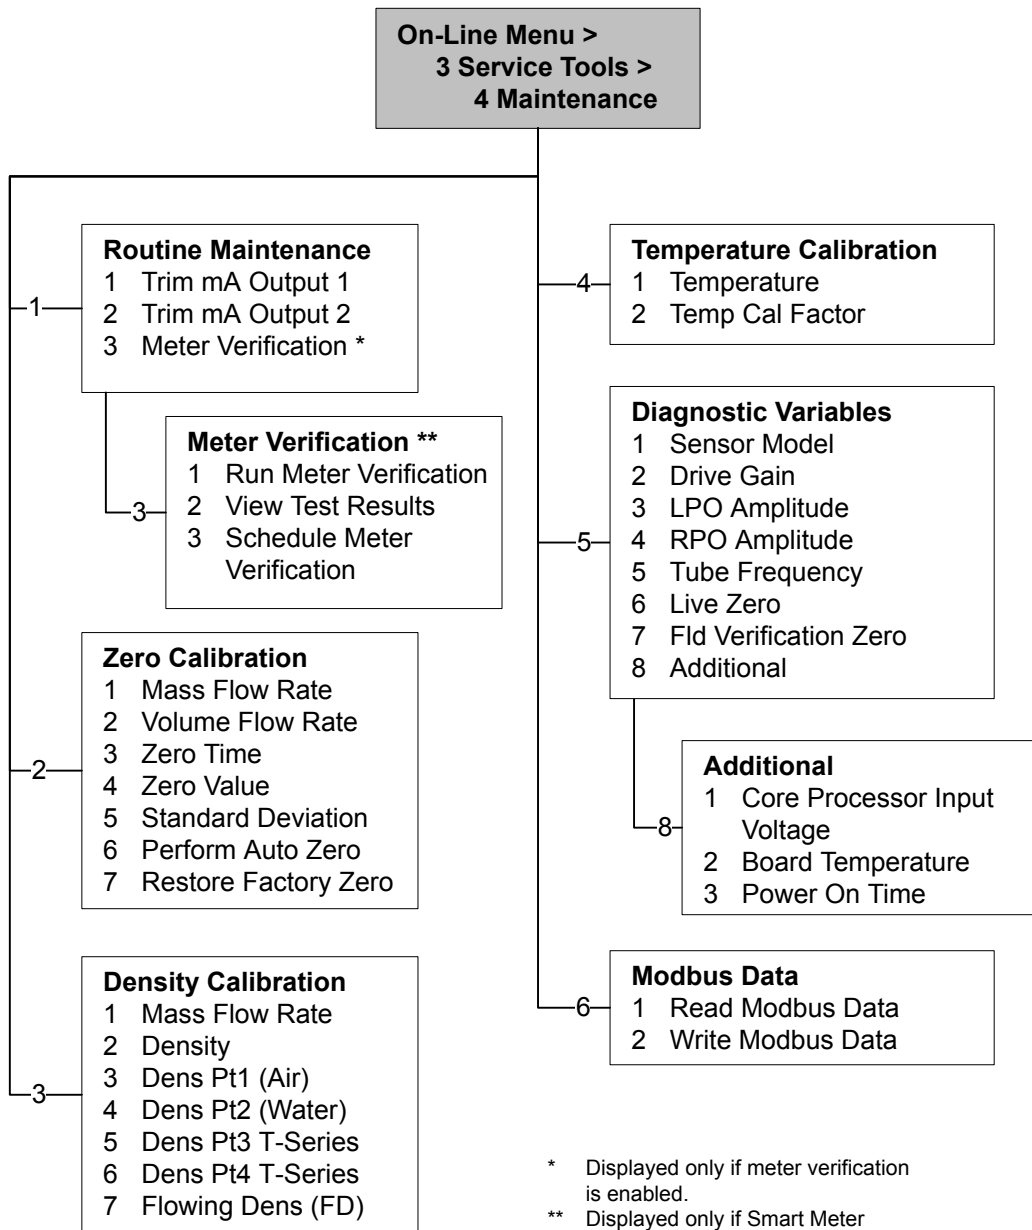 On-Line Menu >
3 Service Tools >
4 Maintenance
1
Routine Maintenance
1 Trim mA Output 1
2 Trim mA Output 2
3 Meter Verification *
3
Meter Verification **
1 Run Meter Verification
2 View Test Results
3 Schedule Meter
Verification
2
Zero Calibration
1 Mass Flow Rate
2 Volume Flow Rate
3 Zero Time
4 Zero Value
5 Standard Deviation
6 Perform Auto Zero
7 Restore Factory Zero
3
Density Calibration
1 Mass Flow Rate
2 Density
3 Dens Pt1 (Air)
4 Dens Pt2 (Water)
5 Dens Pt3 T-Series
6 Dens Pt4 T-Series
7 Flowing Dens (FD)
4
Temperature Calibration
1 Temperature
2 Temp Cal Factor
5
Diagnostic Variables
1 Sensor Model
2 Drive Gain
3 LPO Amplitude
4 RPO Amplitude
5 Tube Frequency
6 Live Zero
7 Fld Verification Zero
8 Additional
8
Additional
1 Core Processor Input
Voltage
2 Board Temperature
3 Power On Time
6
Modbus Data
1 Read Modbus Data
2 Write Modbus Data
* Displayed only if meter verification
is enabled.
** Displayed only if Smart Meter